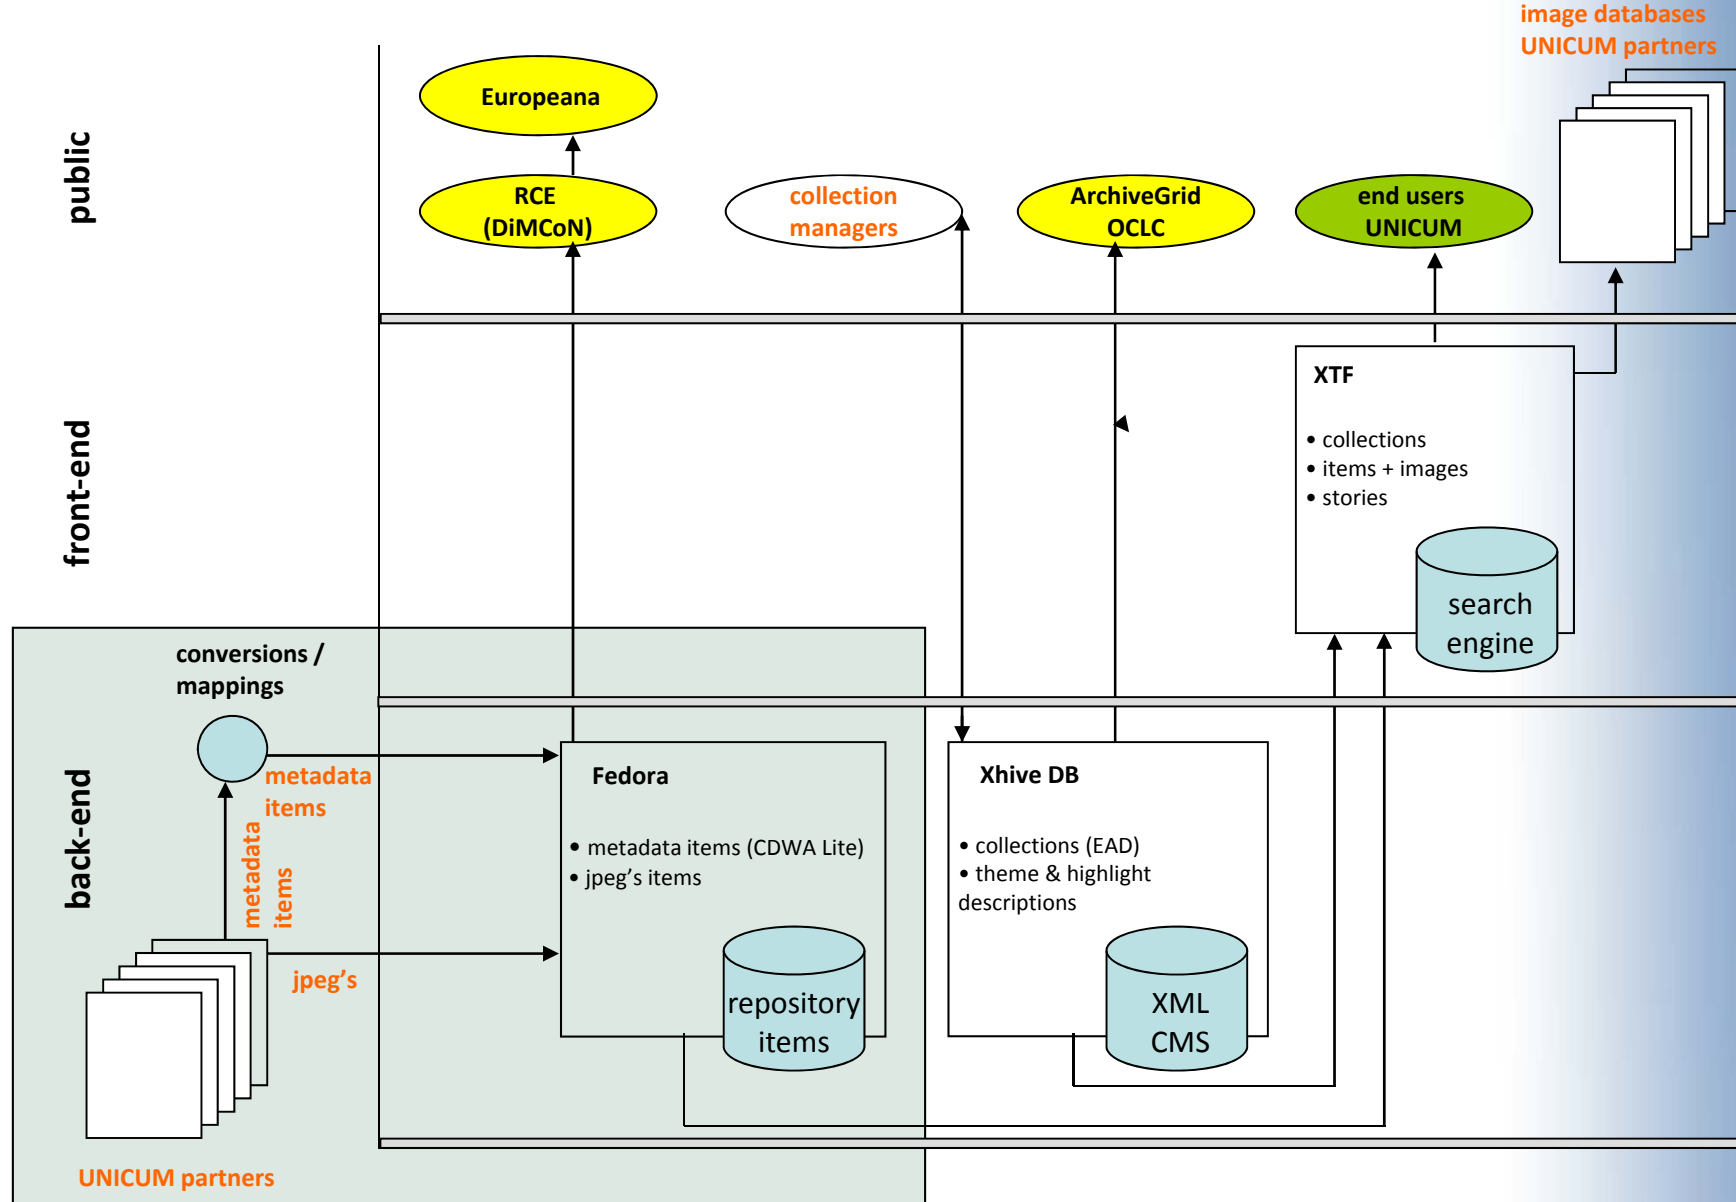 image databases
UNICUM partners
public
Europeana
RCE
(DiMCoN)
collection
managers
ArchiveGrid
OCLC
end users
UNICUM
front-end
XTF
• collections
• items + images
• stories
search
engine
back-end
conversions /
mappings
metadata
items
metadata
items
jpeg's
UNICUM partners
Fedora
• metadata items (CDWA Lite)
• jpeg's items
repository
items
Xhive DB
• collections (EAD)
• theme & highlight
descriptions
XML
CMS